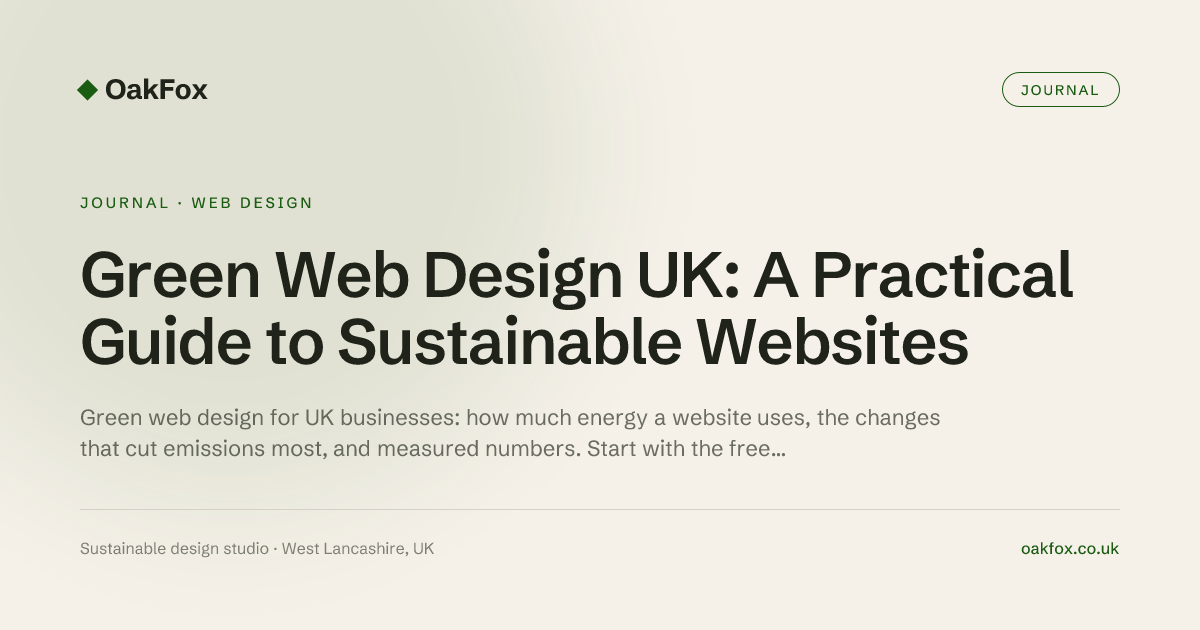 OakFox
JOURNAL
JOURNAL · WEB DESIGN
Green Web Design UK: A Practical
Guide to Sustainable Websites
Green web design for UK businesses: how much energy a website uses, the changes
that cut emissions most, and measured numbers. Start with the free…
Sustainable design studio · West Lancashire, UK
oakfox.co.uk